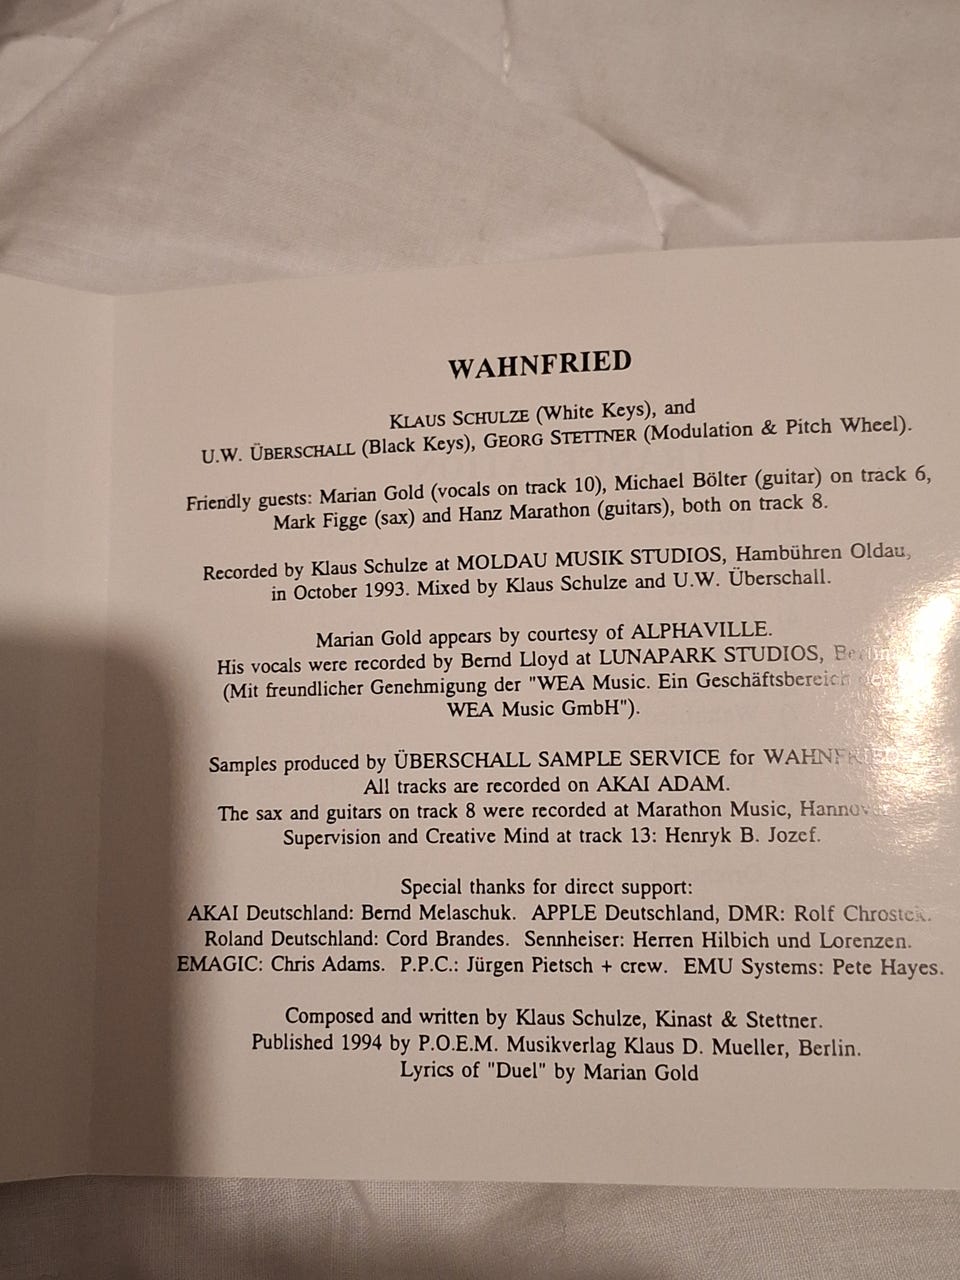 WAHNFRIED
KLAUS SCHULZE (White Keys), and
U.W. ÜBERSCHALL (Black Keys), GEORG STETTNER (Modulation & Pitch Wheel).
Friendly guests: Marian Gold (vocals on track 10), Michael Bölter (guitar) on track 6,
Mark Figge (sax) and Hanz Marathon (guitars), both on track 8.
Recorded by Klaus Schulze at MOLDAU MUSIK STUDIOS, Hambühren Oldau,
in October 1993. Mixed by Klaus Schulze and U.W. Überschall.
Marian Gold appears by courtesy of ALPHAVILLE.
His vocals were recorded by Bernd Lloyd at LUNAPARK STUDIOS, Berlin
(Mit freundlicher Genehmigung der "WEA Music. Ein Geschäftsbereich der
WEA Music GmbH").
Samples produced by ÜBERSCHALL SAMPLE SERVICE for WAHNFRIED
All tracks are recorded on AKAI ADAM.
The sax and guitars on track 8 were recorded at Marathon Music, Hannover
Supervision and Creative Mind at track 13: Henryk B. Jozef.
Special thanks for direct support:
AKAI Deutschland: Bernd Melaschuk. APPLE Deutschland, DMR: Rolf Chrostek.
Roland Deutschland: Cord Brandes. Sennheiser: Herren Hilbich und Lorenzen.
EMAGIC: Chris Adams. P.P.C.: Jürgen Pietsch + crew. EMU Systems: Pete Hayes.
Composed and written by Klaus Schulze, Kinast & Stettner.
Published 1994 by P.O.E.M. Musikverlag Klaus D. Mueller, Berlin.
Lyrics of "Duel" by Marian Gold